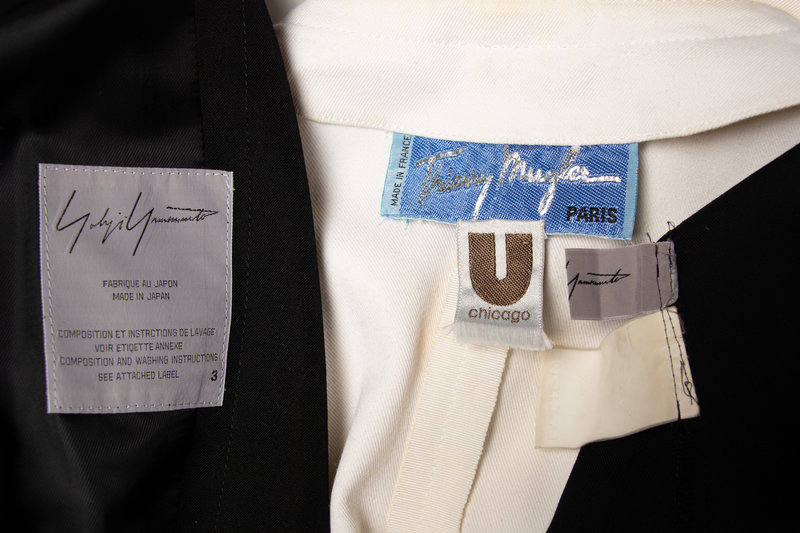 Yohji Yamamoto
FABRIQUE AU JAPON
MADE IN JAPAN
COMPOSITION ET INSTRCTIONS DE LAVAGE
VOIR ETIQETTE ANNEXE
COMPOSITION AND WASHING INSTRUCTIONS
SEE ATTACHED LABEL
3
MADE IN FRANCE
Thierry Mugler
PARIS
U
chicago
Yamamoto